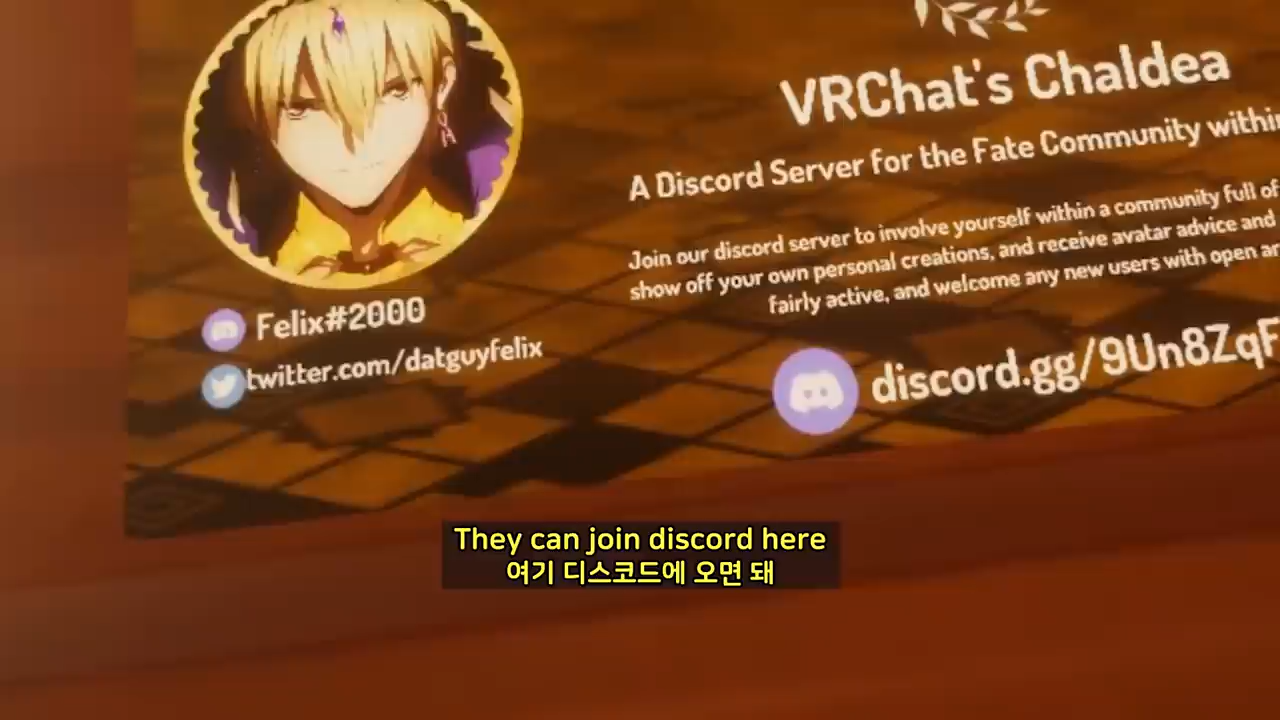 VRChat's Chaldea
A Discord Server for the Fate Community
Join our discord server to involve yourself within a community full of
show off your own personal creations, and receive avatar advice and
fairly active, and welcome any new users with open
Felix#2000
twitter.com/datguyfelix
discord.gg/9Un8ZqF
They can join discord here
여기 디스코드에 오면 돼